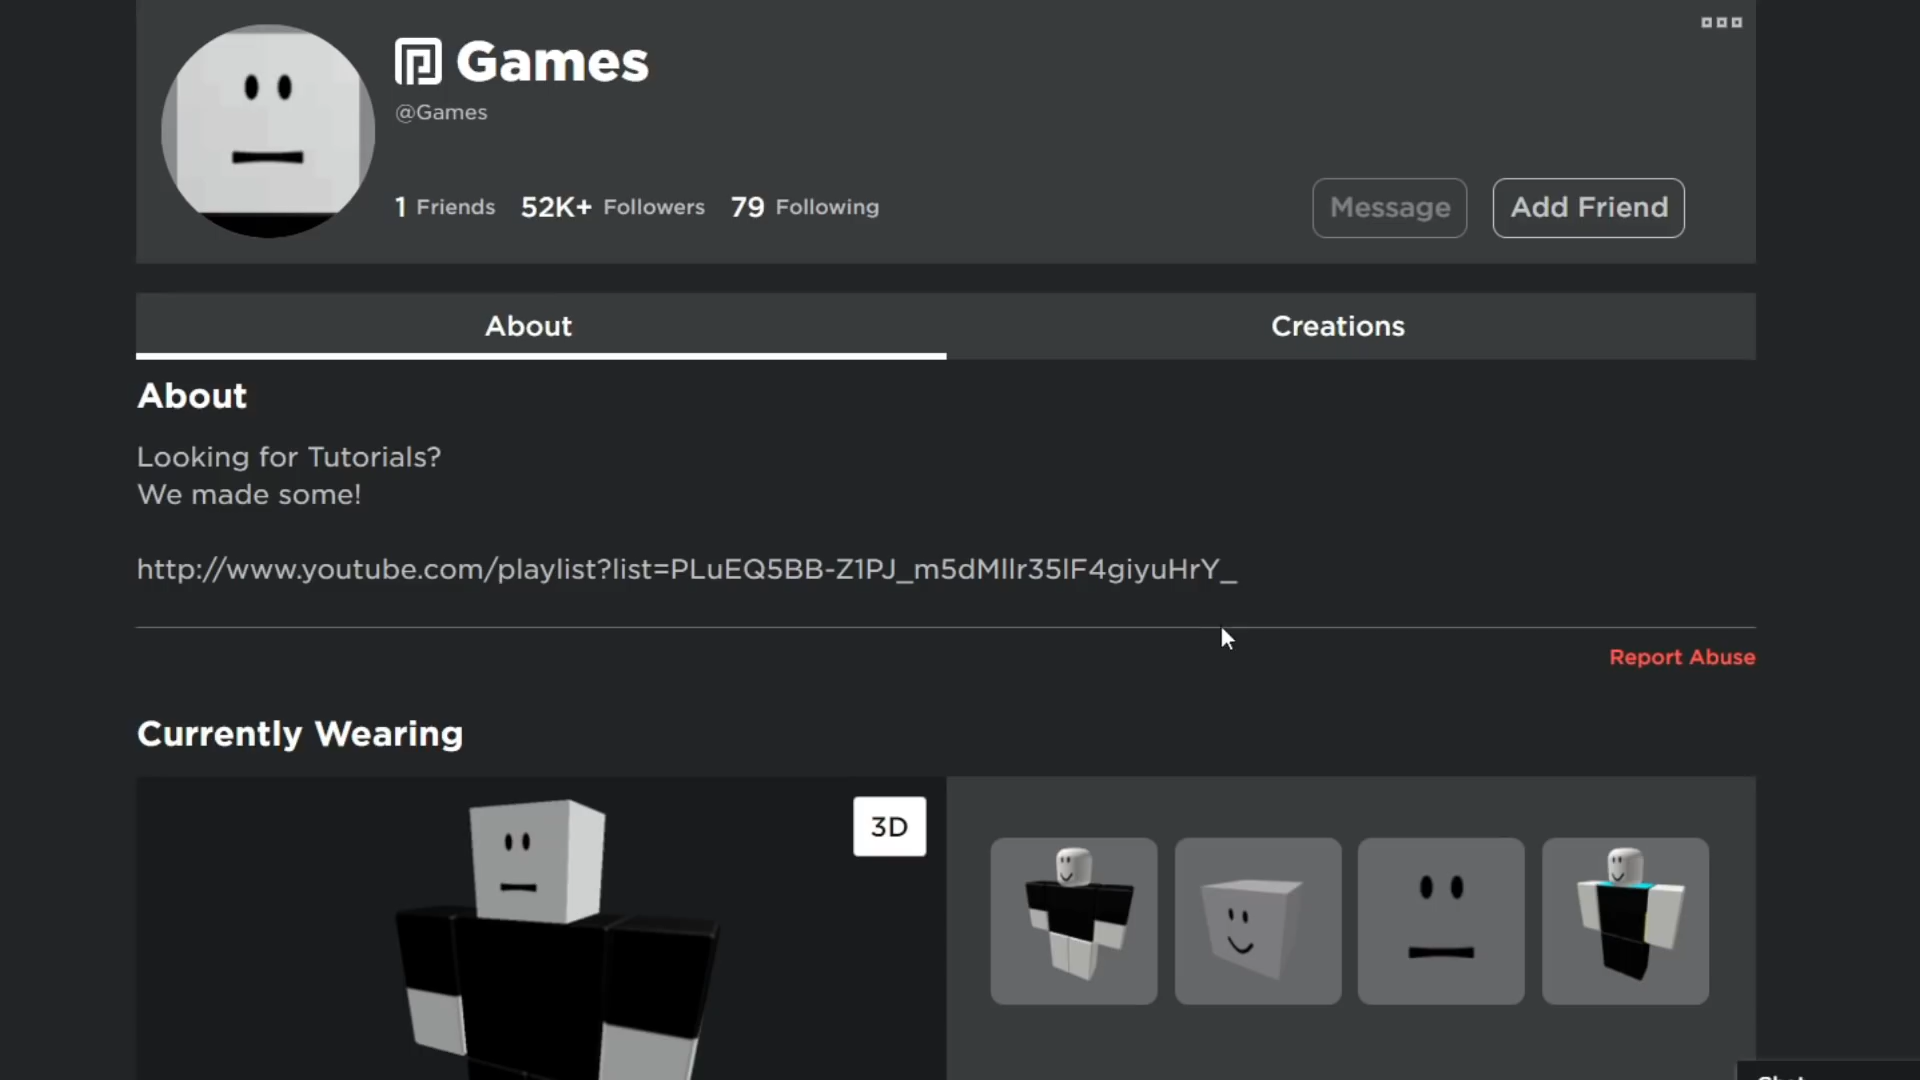 Games
@Games
1 Friends 52K+ Followers 79 Following
Message
Add Friend
About
Creations
About
Looking for Tutorials?
We made some!
http://www.youtube.com/playlist?list=PLuEQ5BB-Z1PJ_m5dMllr35lF4giyuHrY_
Report Abuse
Currently Wearing
3D